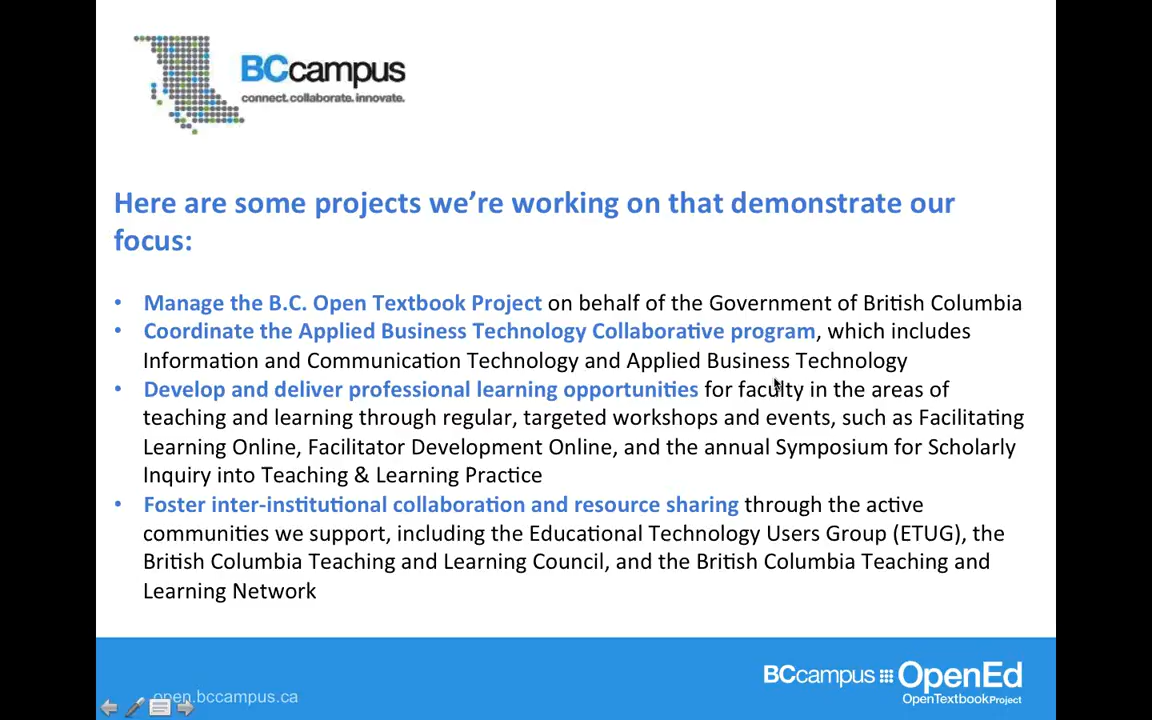 BCcampus
connect.collaborate.innovate.
Here are some projects we’re working on that demonstrate our
focus:
• Manage the B.C. Open Textbook Project on behalf of the Government of British Columbia
• Coordinate the Applied Business Technology Collaborative program, which includes
Information and Communication Technology and Applied Business Technology
• Develop and deliver professional learning opportunities for faculty in the areas of
teaching and learning through regular, targeted workshops and events, such as Facilitating
Learning Online, Facilitator Development Online, and the annual Symposium for Scholarly
Inquiry into Teaching & Learning Practice
• Foster inter-institutional collaboration and resource sharing through the active
communities we support, including the Educational Technology Users Group (ETUG), the
British Columbia Teaching and Learning Council, and the British Columbia Teaching and
Learning Network
open.bccampus.ca
BCcampus OpenEd
OpenTextbookProject